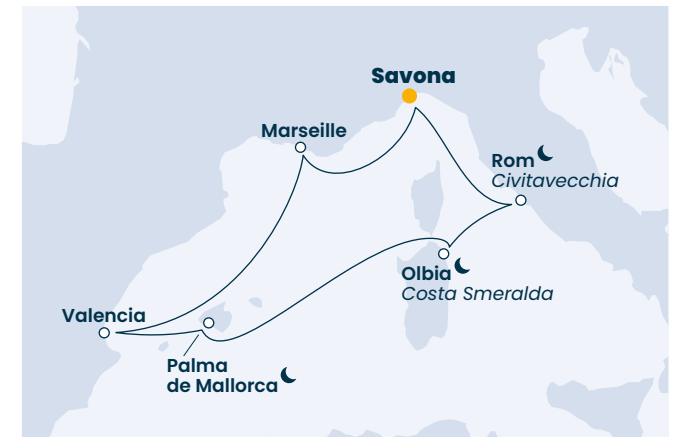 Savona
Marseille
Rom
Civitavecchia
Olbia
Costa Smeralda
Valencia
Palma
de Mallorca